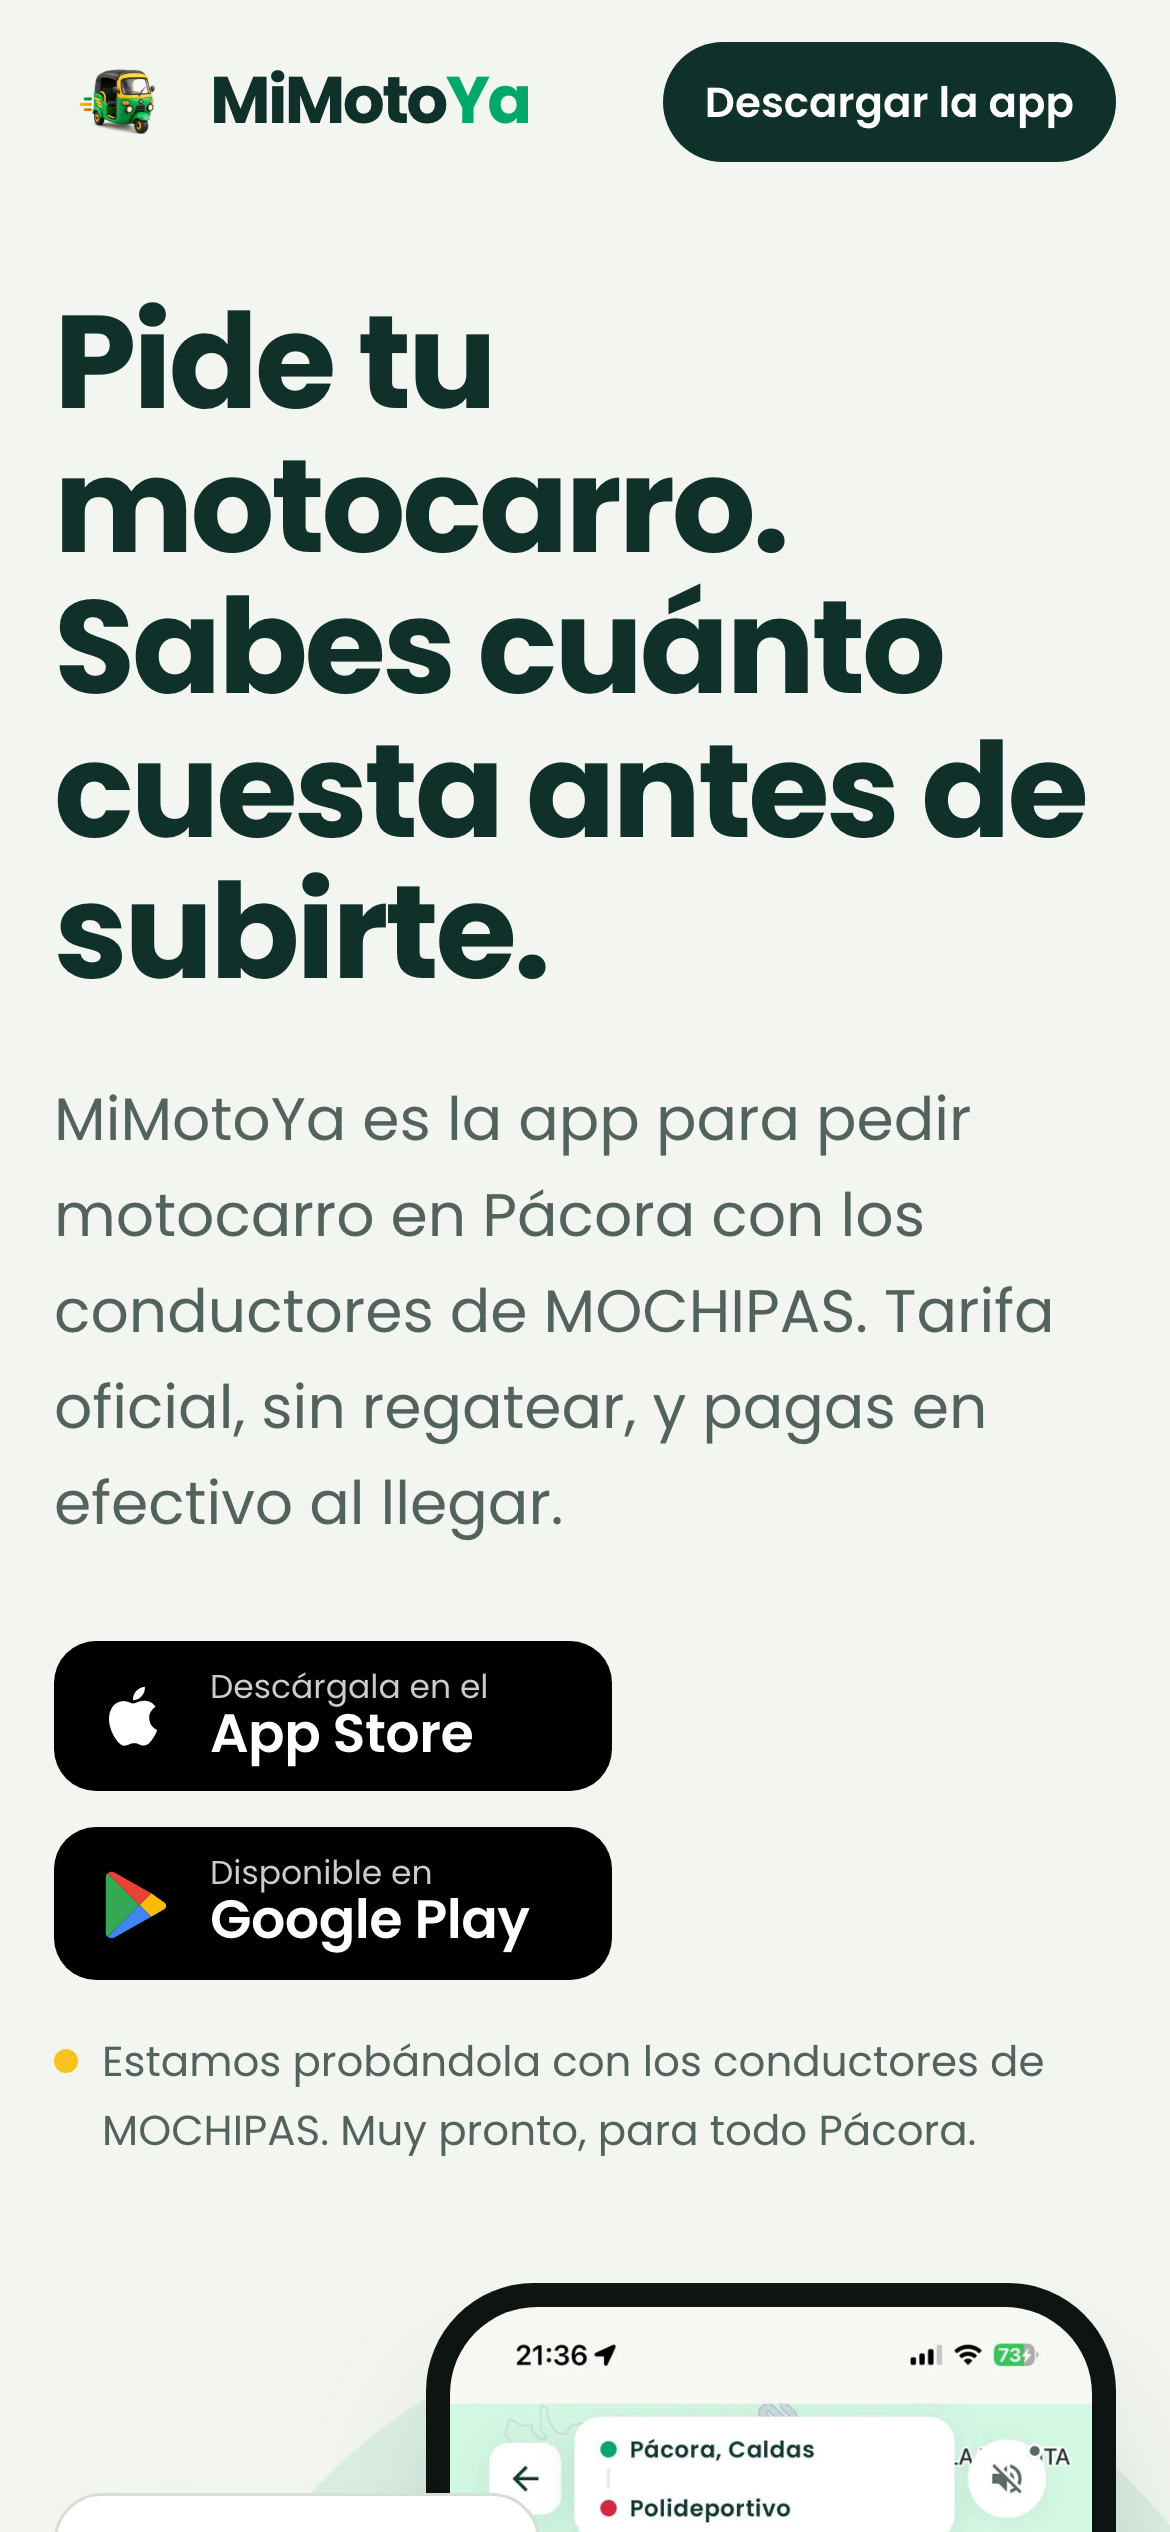 MiMotoYa
Descargar la app
Pide tu
motocarro.
Sabes cuánto
cuesta antes de
subirte.
MiMotoYa es la app para pedir
motocarro en Pácora con los
conductores de MOCHIPAS. Tarifa
oficial, sin regatear, y pagas en
efectivo al llegar.
Descárgala en el
App Store
Disponible en
Google Play
Estamos probándola con los conductores de
MOCHIPAS. Muy pronto, para todo Pácora.
21:36
73
Pácora, Caldas
Polideportivo